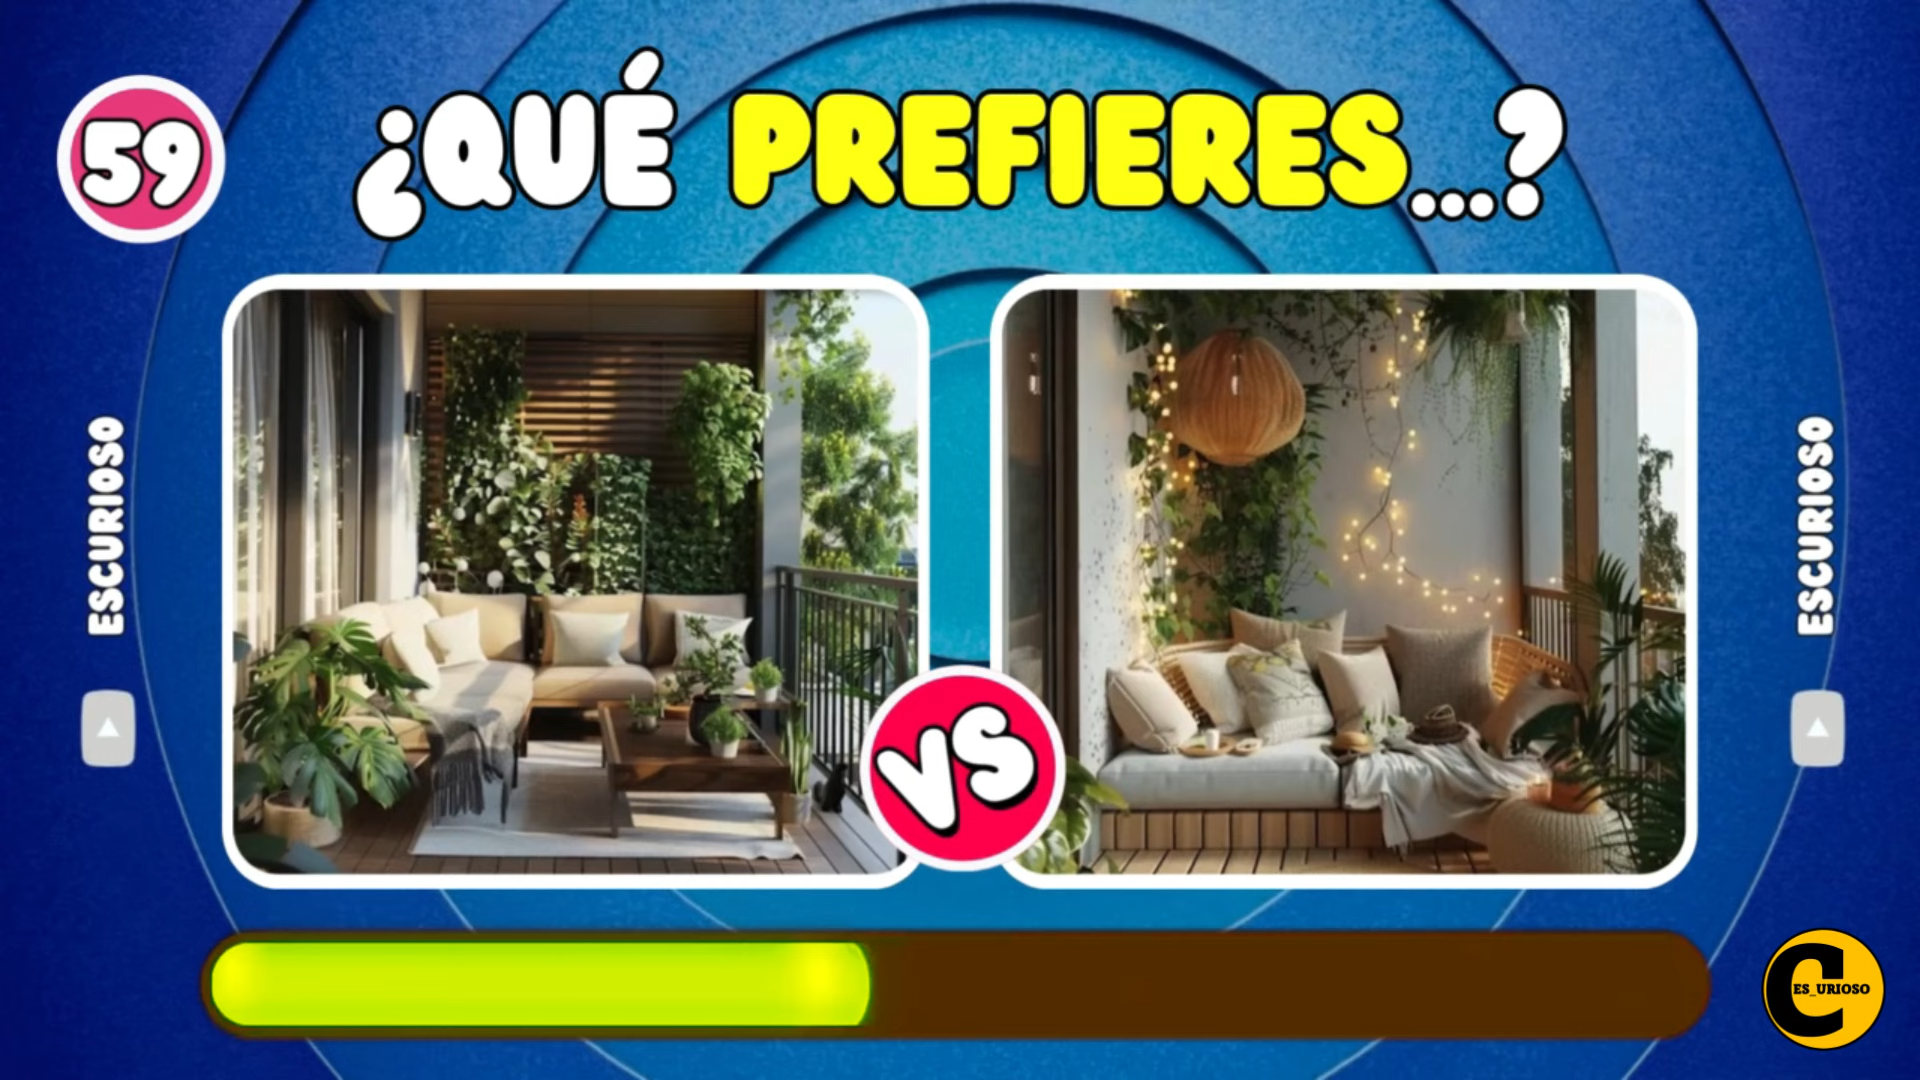 59
¿QUÉ PREFIERES...?
ESCURIOSO
ESCURIOSO
VS
C
ES_URIOSO